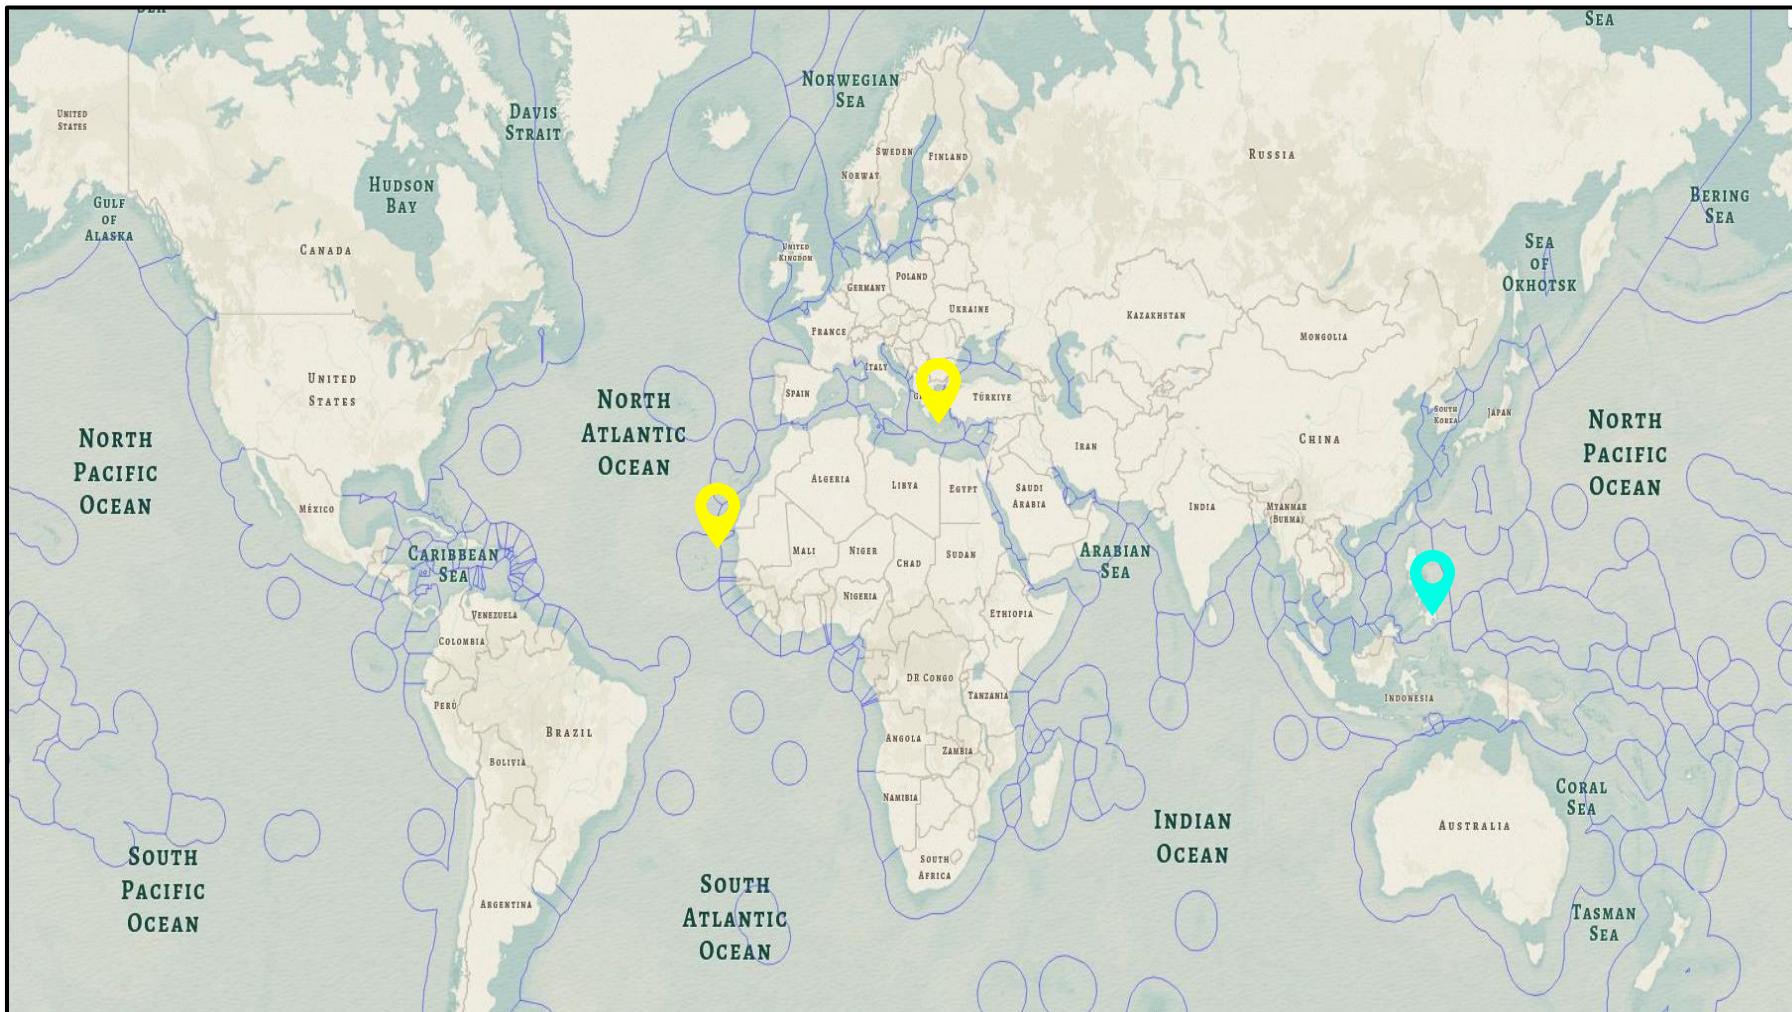 SEA
SEA
NORWEGIAN
SEA
DAVIS
STRAIT
UNITED
STATES
SWEDEN
FINLAND
NORWAY
RUSSIA
HUDSON
BAY
GULF
OF
ALASKA
BERING
SEA
CANADA
UNITED
KINGDOM
SEA
OF
OKHOTSK
POLAND
GERMANY
UKRAINE
KAZAKHSTAN
FRANCE
MONGOLIA
ITALY
UNITED
STATES
SPAIN
TÜRKIYE
NORTH
ATLANTIC
OCEAN
SOUTH
KOREA
JAPAN
NORTH
PACIFIC
OCEAN
NORTH
PACIFIC
OCEAN
IRAN
CHINA
ALGERIA
LIBYA
EGYPT
SAUDI
ARABIA
MÉXICO
INDIA
MYANMAR
(BURMA)
CARIBBEAN
SEA
MALI
NIGER
CHAD
SUDAN
ARABIAN
SEA
NIGERIA
ETHIOPIA
VENEZUELA
COLOMBIA
DR CONGO
TANZANIA
INDONESIA
PERÚ
BRAZIL
ANGOLA
ZAMBIA
BOLIVIA
NAMIBIA
CORAL
SEA
INDIAN
OCEAN
AUSTRALIA
SOUTH
PACIFIC
OCEAN
SOUTH
AFRICA
SOUTH
ATLANTIC
OCEAN
ARGENTINA
TASMAN
SEA